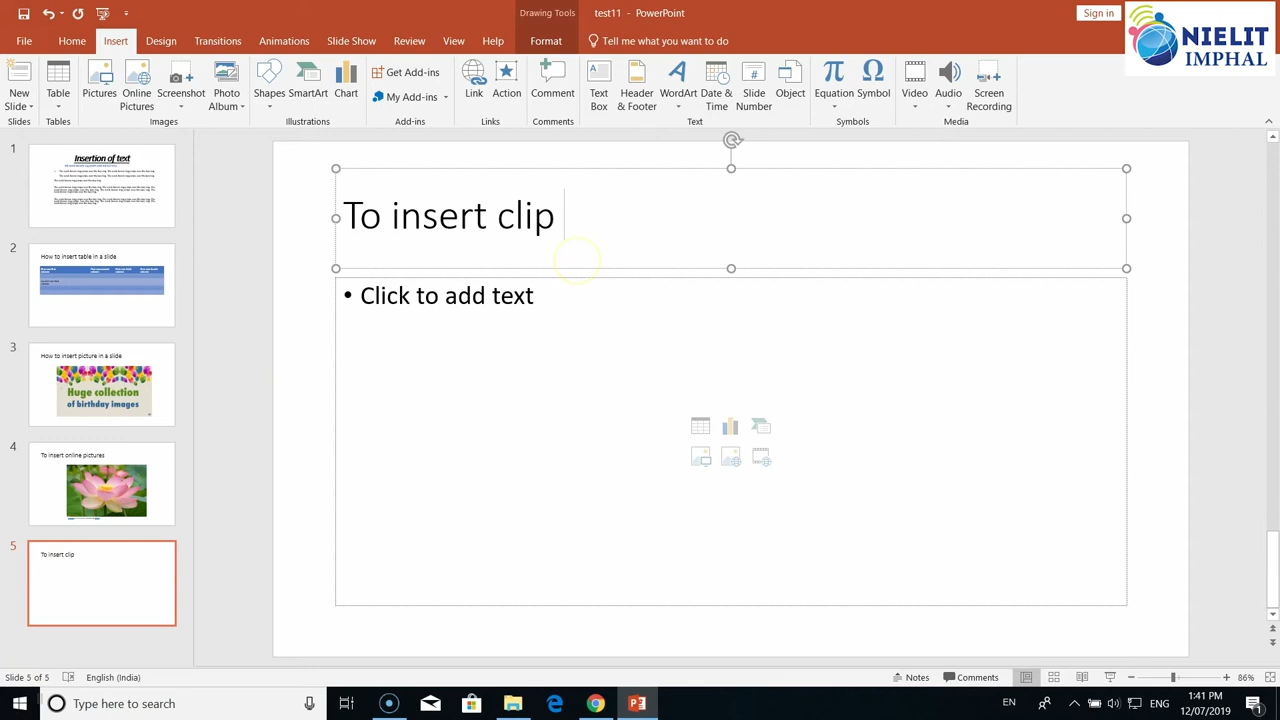 Drawing Tools
test11 - PowerPoint
Sign in
NIELIT
IMPHAL
File
Home
Insert
Design
Transitions
Animations
Slide Show
Review
View
Help
Format
Tell me what you want to do
New
Slide
Table
Pictures
Online
Pictures
Screenshot
Photo
Album
Shapes
SmartArt
Chart
Get Add-ins
My Add-ins
Link
Action
Comment
Text
Box
Header
& Footer
WordArt
Date &
Time
Slide
Number
Object
Equation
Symbol
Video
Audio
Screen
Recording
Slides
Tables
Images
Illustrations
Add-ins
Links
Comments
Text
Symbols
Media
1
Insertion of text
2
How to insert table in a slide
3
How to insert picture in a slide
Huge collection
of birthday images
4
To insert online pictures
5
To insert clip
To insert clip
• Click to add text
Slide 5 of 5
English (India)
Notes
Comments
86%
Type here to search
EN
ENG
1:41 PM
12/07/2019
1